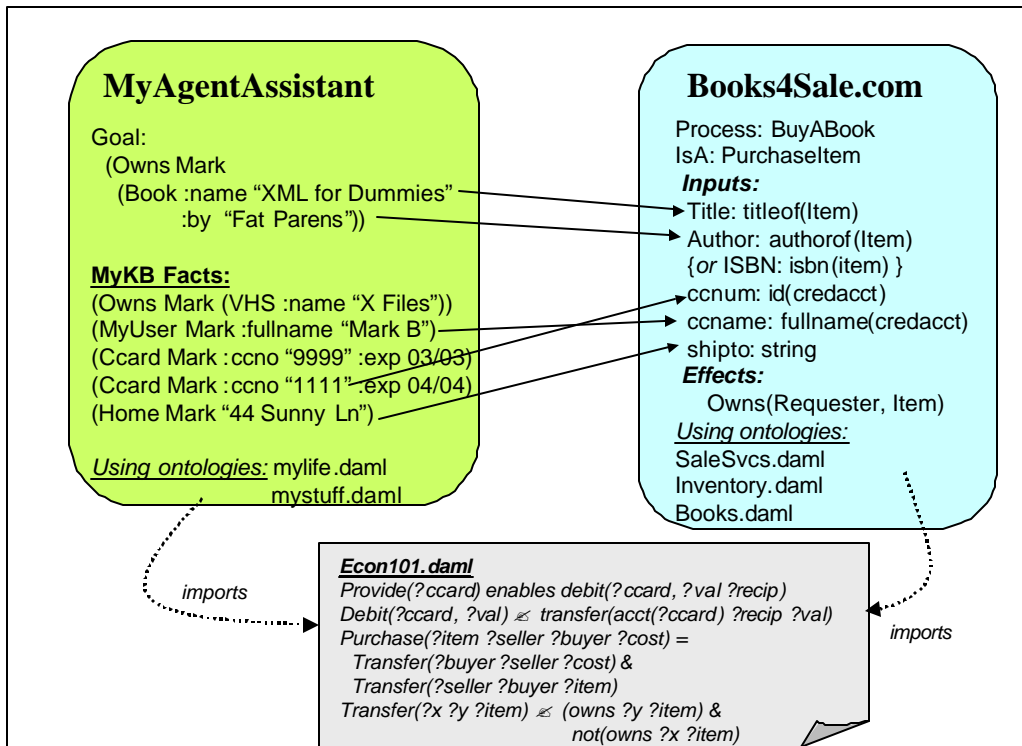 MyAgentAssistant
Goal:
(Owns Mark
(Book :name “XML for Dummies”
:by “Fat Parens”))
MyKB Facts:
(Owns Mark (VHS :name “X Files”))
(MyUser Mark :fullname “Mark B”)
(Ccard Mark :ccno “9999” :exp 03/03)
(Ccard Mark :ccno “1111” :exp 04/04)
(Home Mark “44 Sunny Ln”)
Using ontologies: mylife.daml
mystuff.daml
Books4Sale.com
Process: BuyABook
IsA: PurchaseItem
Inputs:
Title: titleof(Item)
Author: authorof(Item)
{or ISBN: isbn(item) }
ccnum: id(credacct)
ccname: fullname(credacct)
shipto: string
Effects:
Owns(Requester, Item)
Using ontologies:
SaleSvcs.daml
Inventory.daml
Books.daml
imports
imports
Econ101.daml
Provide(?ccard) enables debit(?ccard, ?val ?recip)
Debit(?ccard, ?val) ✍ transfer(acct(?ccard) ?recip ?val)
Purchase(?item ?seller ?buyer ?cost) =
Transfer(?buyer ?seller ?cost) &
Transfer(?seller ?buyer ?item)
Transfer(?x ?y ?item) ✍ (owns ?y ?item) &
not(owns ?x ?item)